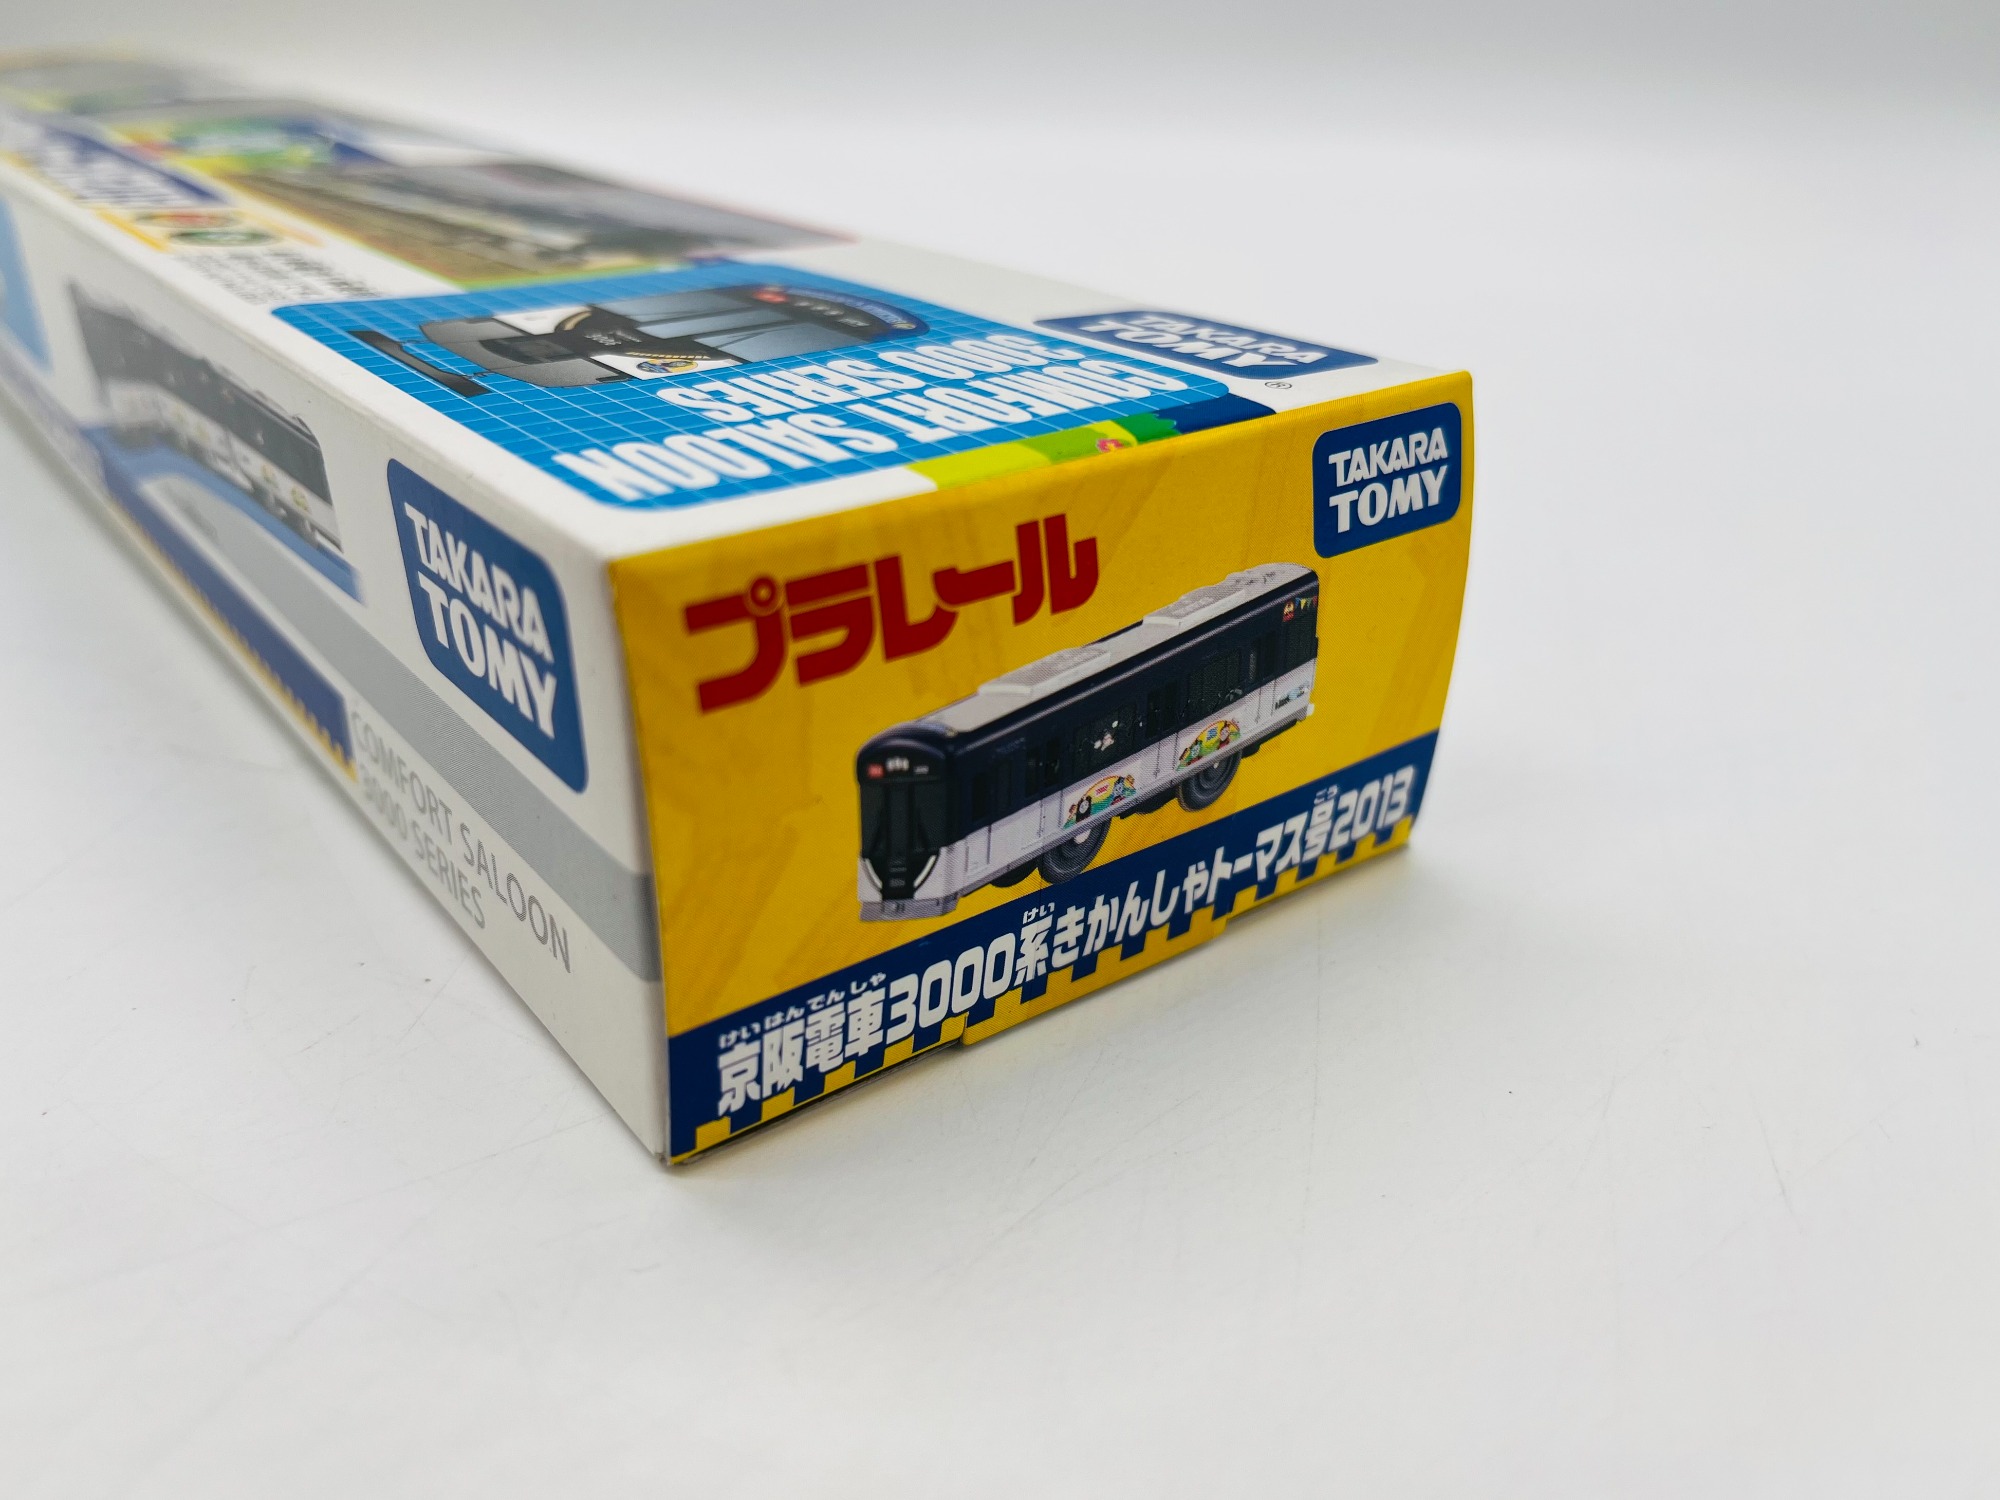 TAKARA
TOMY®
COMFORT SALOON
3000 SERIES
TAKARA
TOMY
COMFORT SALOON
3000 SERIES
TAKARA
TOMY
プラレール
けいはんでんしゃ けい ごう
京阪電車3000系きかんしゃトーマス号2013